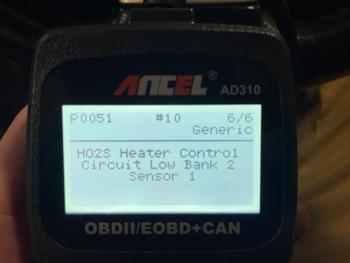 ANCEL®
AD310
P0051 #10 6/6
Generic
HO2S Heater Control
Circuit Low Bank 2
Sensor 1
OBDII/EOBD+CAN